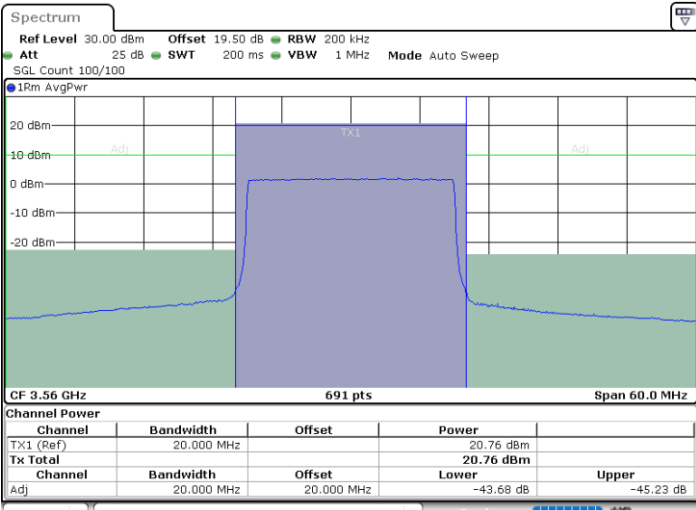 Spectrum
Ref Level 30.00 dBm Offset 19.50 dB RBW 200 kHz
Att 25 dB SWT 200 ms VBW 1 MHz Mode Auto Sweep
SGL Count 100/100
1Rm AvgPwr
20 dBm
TX1
Adj
Adj
10 dBm
0 dBm
-10 dBm
-20 dBm
CF 3.56 GHz 691 pts Span 60.0 MHz
Channel Power
Channel Bandwidth Offset Power
TX1 (Ref) 20.000 MHz 20.76 dBm
Tx Total 20.76 dBm
Channel Bandwidth Offset Lower Upper
Adj 20.000 MHz 20.000 MHz -43.68 dB -45.23 dB